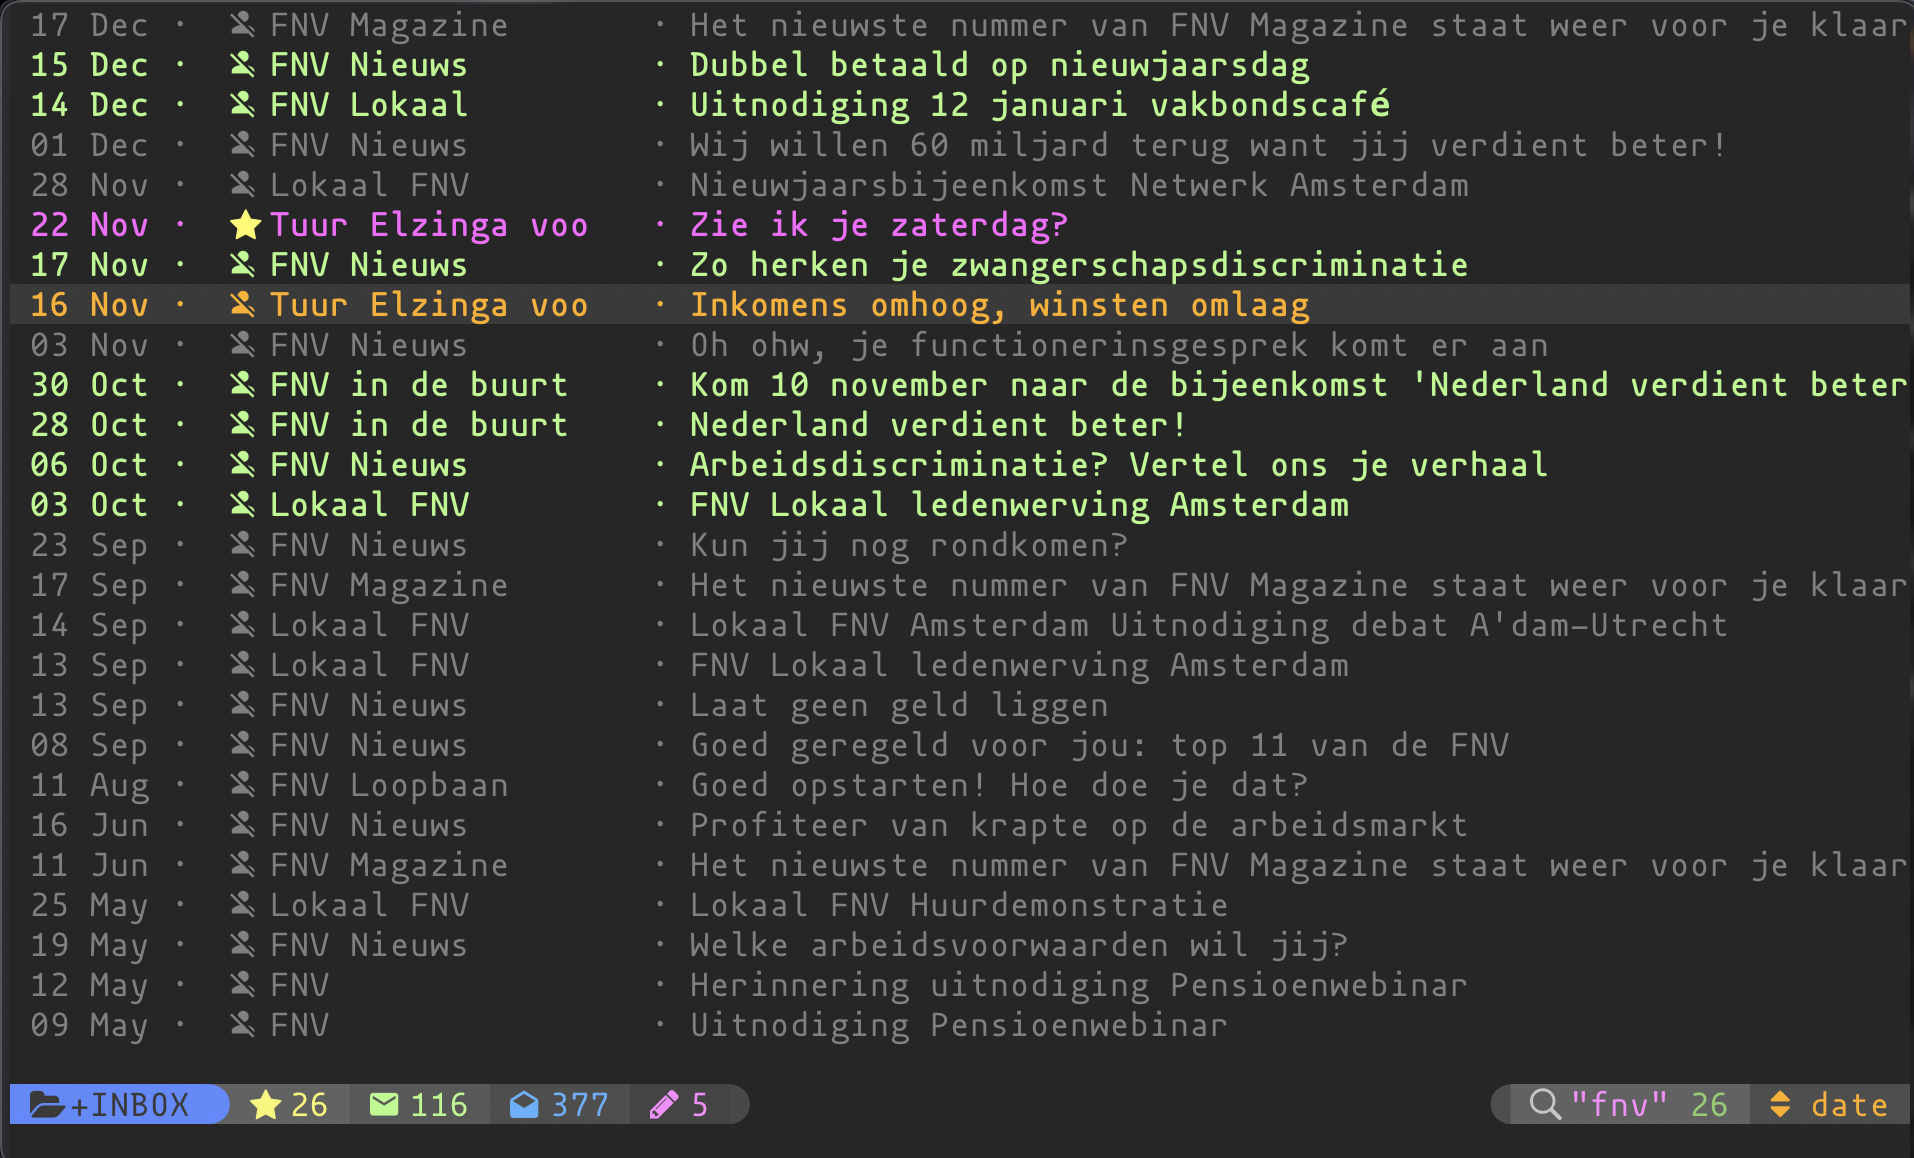 17 Dec · FNV Magazine · Het nieuwste nummer van FNV Magazine staat weer voor je klaar
15 Dec · FNV Nieuws · Dubbel betaald op nieuwjaarsdag
14 Dec · FNV Lokaal · Uitnodiging 12 januari vakbondscafé
01 Dec · FNV Nieuws · Wij willen 60 miljard terug want jij verdient beter!
28 Nov · Lokaal FNV · Nieuwjaarsbijeenkomst Netwerk Amsterdam
22 Nov · Tuur Elzinga voo · Zie ik je zaterdag?
17 Nov · FNV Nieuws · Zo herken je zwangerschapsdiscriminatie
16 Nov · Tuur Elzinga voo · Inkomens omhoog, winsten omlaag
03 Nov · FNV Nieuws · Oh ohw, je functionerinsgesprek komt er aan
30 Oct · FNV in de buurt · Kom 10 november naar de bijeenkomst 'Nederland verdient beter
28 Oct · FNV in de buurt · Nederland verdient beter!
06 Oct · FNV Nieuws · Arbeidsdiscriminatie? Vertel ons je verhaal
03 Oct · Lokaal FNV · FNV Lokaal ledenwerving Amsterdam
23 Sep · FNV Nieuws · Kun jij nog rondkomen?
17 Sep · FNV Magazine · Het nieuwste nummer van FNV Magazine staat weer voor je klaar
14 Sep · Lokaal FNV · Lokaal FNV Amsterdam Uitnodiging debat A'dam-Utrecht
13 Sep · Lokaal FNV · FNV Lokaal ledenwerving Amsterdam
13 Sep · FNV Nieuws · Laat geen geld liggen
08 Sep · FNV Nieuws · Goed geregeld voor jou: top 11 van de FNV
11 Aug · FNV Loopbaan · Goed opstarten! Hoe doe je dat?
16 Jun · FNV Nieuws · Profiteer van krapte op de arbeidsmarkt
11 Jun · FNV Magazine · Het nieuwste nummer van FNV Magazine staat weer voor je klaar
25 May · Lokaal FNV · Lokaal FNV Huurdemonstratie
19 May · FNV Nieuws · Welke arbeidsvoorwaarden wil jij?
12 May · FNV · Herinnering uitnodiging Pensioenwebinar
09 May · FNV · Uitnodiging Pensioenwebinar
+INBOX 26 116 377 5 "fnv" 26 date